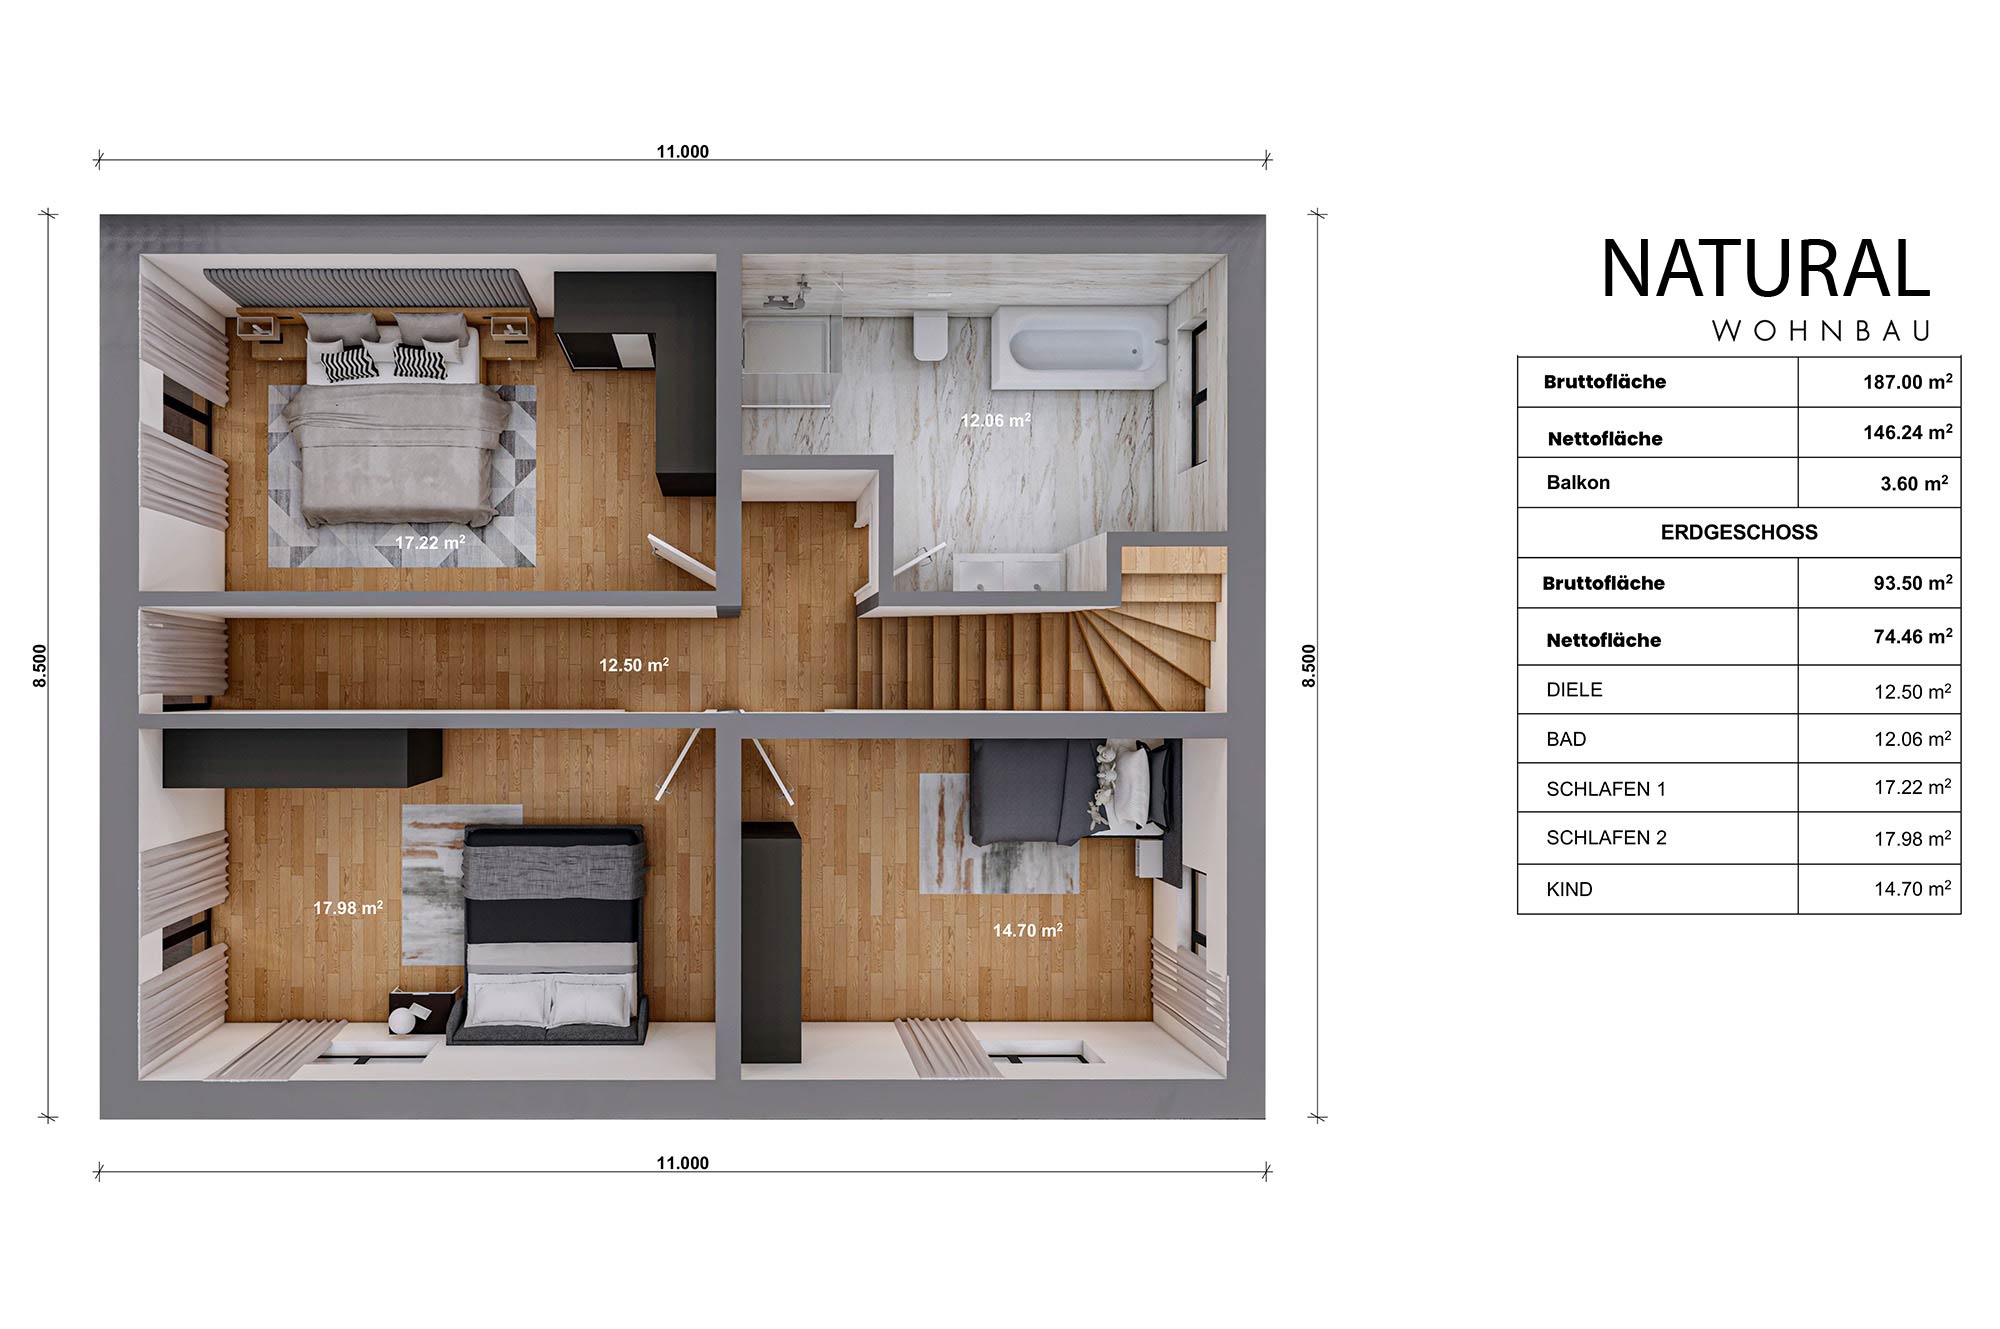 11.000
NATURAL
WOHNBAU
8.500
8.500
17.22 m²
12.06 m²
12.50 m²
17.98 m²
14.70 m²
11.000
Bruttofläche 187.00 m²
Nettofläche 146.24 m²
Balkon 3.60 m²
ERDGESCHOSS
Bruttofläche 93.50 m²
Nettofläche 74.46 m²
DIELE 12.50 m²
BAD 12.06 m²
SCHLAFEN 1 17.22 m²
SCHLAFEN 2 17.98 m²
KIND 14.70 m²